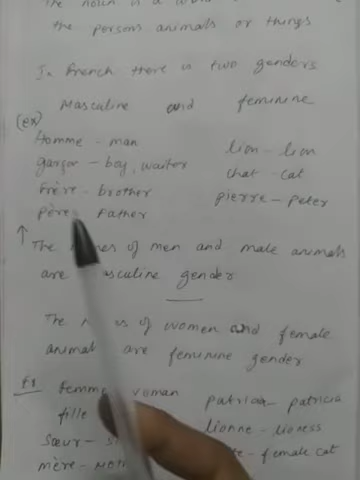 the noun is a word
the persons animals or things
In French there is two genders
Masculine and feminine
(ex)
Homme - man lion - lion
garçon - boy, waiter chat - cat
Frère - brother pierre - Peter
père Father
↑ The of men and male animals
are masculine gender
The of women and female
animals are feminine gender
Ex femme woman patricia - patricia
fille lionne - lioness
Sœur - - female cat
mère -